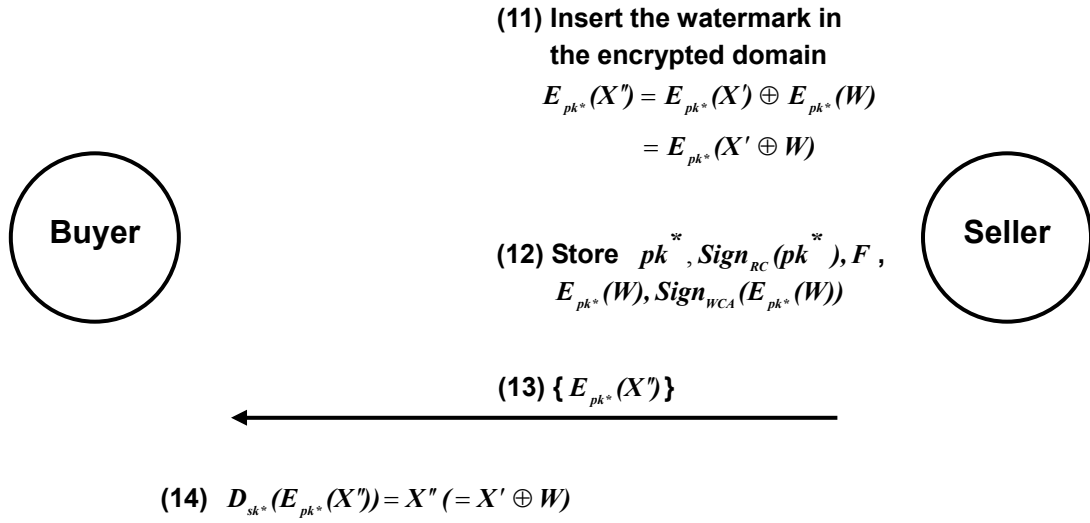 (11) Insert the watermark in
the encrypted domain
E_{pk*}(X'') = E_{pk*}(X') ⊕ E_{pk*}(W)
= E_{pk*}(X' ⊕ W)
Buyer
Seller
(12) Store pk*, Sign_{RC}(pk*), F,
E_{pk*}(W), Sign_{WCA}(E_{pk*}(W))
(13) { E_{pk*}(X'') }
(14) D_{sk*}(E_{pk*}(X'')) = X'' (= X' ⊕ W)